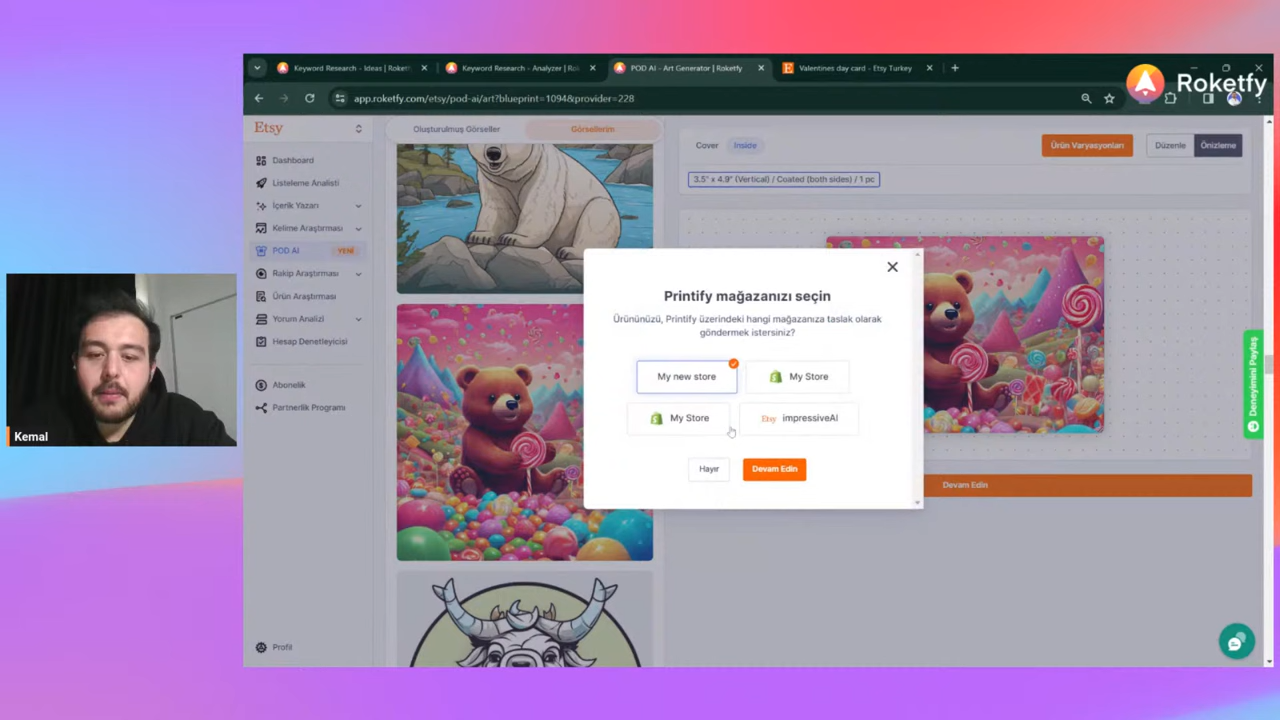 Keyword Research - Ideas | Roketf
Keyword Research - Analyzer | Ro
POD AI - Art Generator | Roketfy
Valentines day card - Etsy Turkey
Roketfy
app.roketfy.com/etsy/pod-ai/art?blueprint=1094&provider=228
Etsy
Dashboard
Listeleme Analisti
İçerik Yazarı
Kelime Araştırması
POD AI
YENİ
Rakip Araştırması
Ürün Araştırması
Yorum Analizi
Hesap Denetleyicisi
Abonelik
Partnerlik Programı
Profil
Oluşturulmuş Görseller
Görsellerim
Cover
Inside
Ürün Varyasyonları
Düzenle
Önizleme
3.5" x 4.9" (Vertical) / Coated (both sides) / 1 pc
Printify mağazanızı seçin
Ürününüzü, Printify üzerindeki hangi mağazanıza taslak olarak
göndermek istersiniz?
My new store
My Store
My Store
Etsy impressiveAI
Hayır
Devam Edin
Devam Edin
Deneyimini Paylaş
Kemal